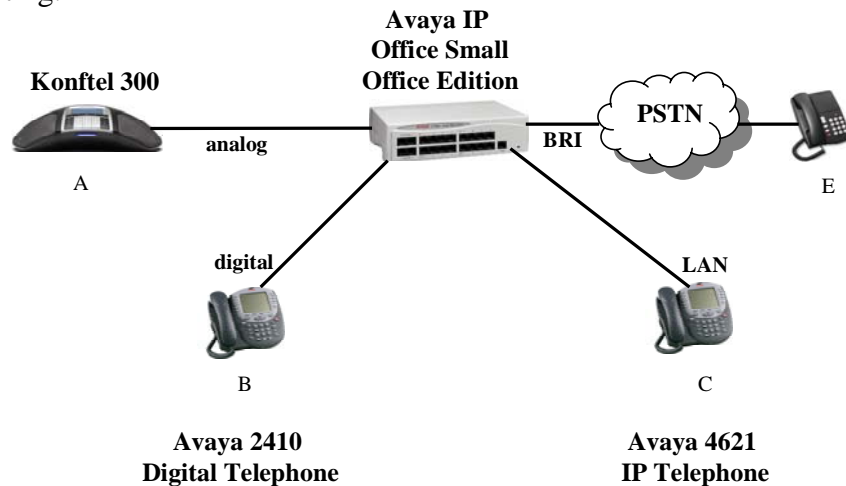 Avaya IP
Office Small
Office Edition
Konftel 300
PSTN
analog
BRI
A
E
digital
LAN
B
C
Avaya 2410
Digital Telephone
Avaya 4621
IP Telephone